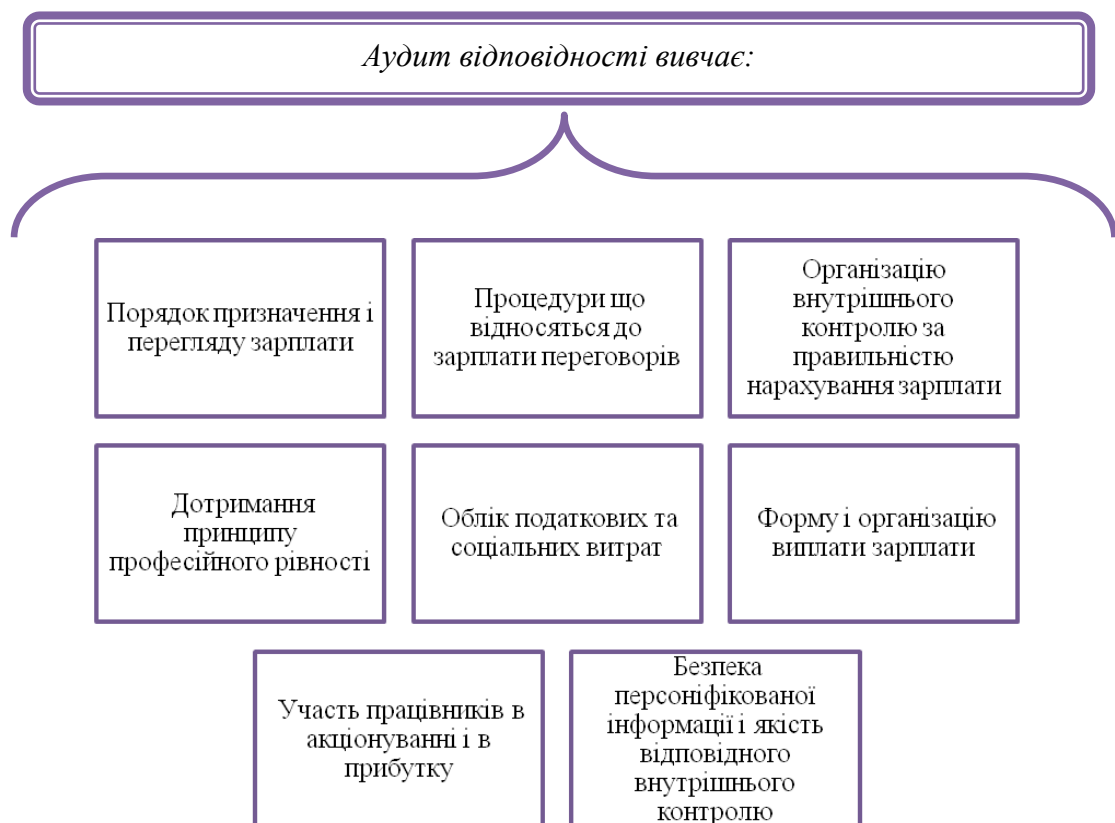 Аудит відповідності вивчає:
Порядок призначення і
перегляду зарплати
Процедури що
відносяться до
зарплати переговорів
Організацію
внутрішнього
контролю за
правильністю
нарахування зарплати
Дотримання
принципу
професійного рівності
Облік податкових та
соціальних витрат
Форму і організацію
виплати зарплати
Участь працівників в
акціонуванні і в
прибутку
Безпека
персоніфікованої
інформації і якість
відповідного
внутрішнього
контролю